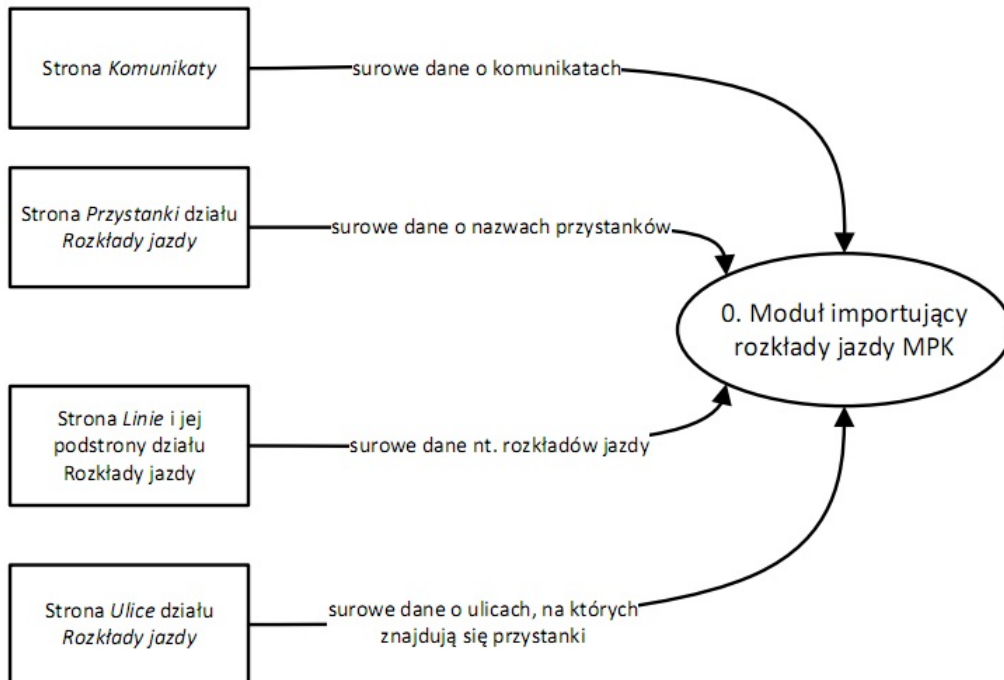 Strona Komunikaty
surowe dane o komunikatach
Strona Przystanki działu
Rozkłady jazdy
surowe dane o nazwach przystanków
0. Moduł importujący
rozkłady jazdy MPK
Strona Linie i jej
podstrony działu
Rozkłady jazdy
surowe dane nt. rozkładów jazdy
Strona Ulice działu
Rozkłady jazdy
surowe dane o ulicach, na których
znajdują się przystanki